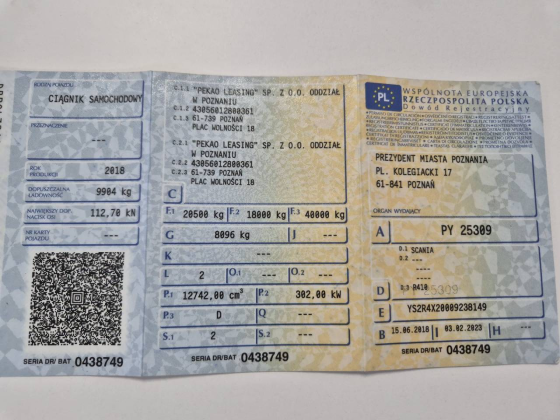 RODZAJ POJAZDU
CIĄGNIK SAMOCHODOWY
PRZEZNACZENIE
---
ROK PRODUKCJI
2018
DOPUSZCZALNA ŁADOWNOŚĆ
9904 kg
NAJWIĘKSZY DOP. NACISK OSI
112,70 kN
NR KARTY POJAZDU
---
SERIA DR/BAT 0438749
C.1.1 "PEKAO LEASING" SP. Z O.O. ODDZIAŁ
W POZNANIU
C.1.2 43056012800361
C.1.3 61-739 POZNAŃ
PLAC WOLNOŚCI 18
C.2.1 "PEKAO LEASING" SP. Z O.O. ODDZIAŁ
W POZNANIU
C.2.2 43056012800361
C.2.3 61-739 POZNAŃ
PLAC WOLNOŚCI 18
C
F.1 20500 kg F.2 18000 kg F.3 40000 kg
G 8096 kg J ---
K ---
L 2 O.1 --- O.2 ---
P.1 12742,00 cm³ P.2 302,00 kW
P.3 D Q ---
S.1 2 S.2 ---
SERIA DR/BAT 0438749
PL
WSPÓLNOTA EUROPEJSKA
RZECZPOSPOLITA POLSKA
Dowód Rejestracyjny
PREZYDENT MIASTA POZNANIA
PL. KOLEGIACKI 17
61-841 POZNAŃ
ORGAN WYDAJĄCY
A PY 25309
D.1 SCANIA
D.2 ---
---
---
D D.3 R410
E YS2R4X20009230149
B 15.06.2018 I 03.02.2023 H ---
SERIA DR/BAT 0438749